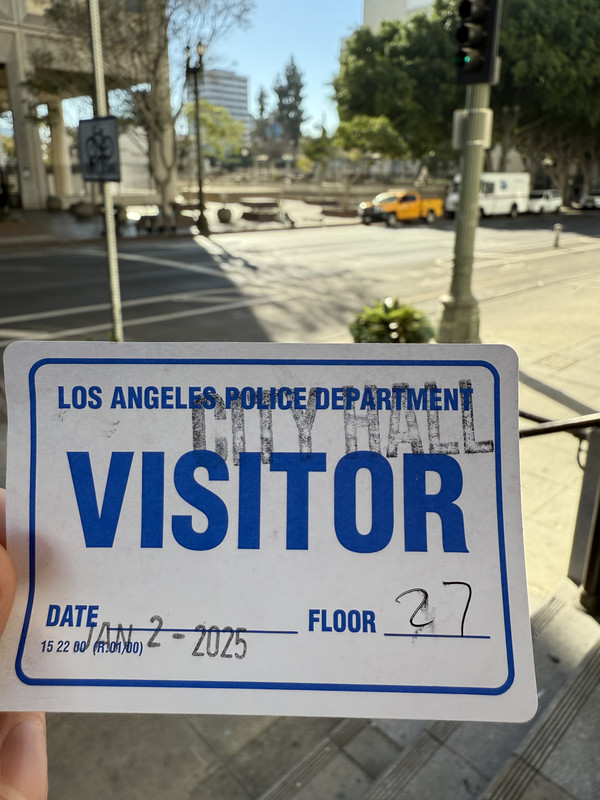 LOS ANGELES POLICE DEPARTMENT
CITY HALL
VISITOR
DATE JAN 2 - 2025 FLOOR 27
15 22 00 (R.01/00)